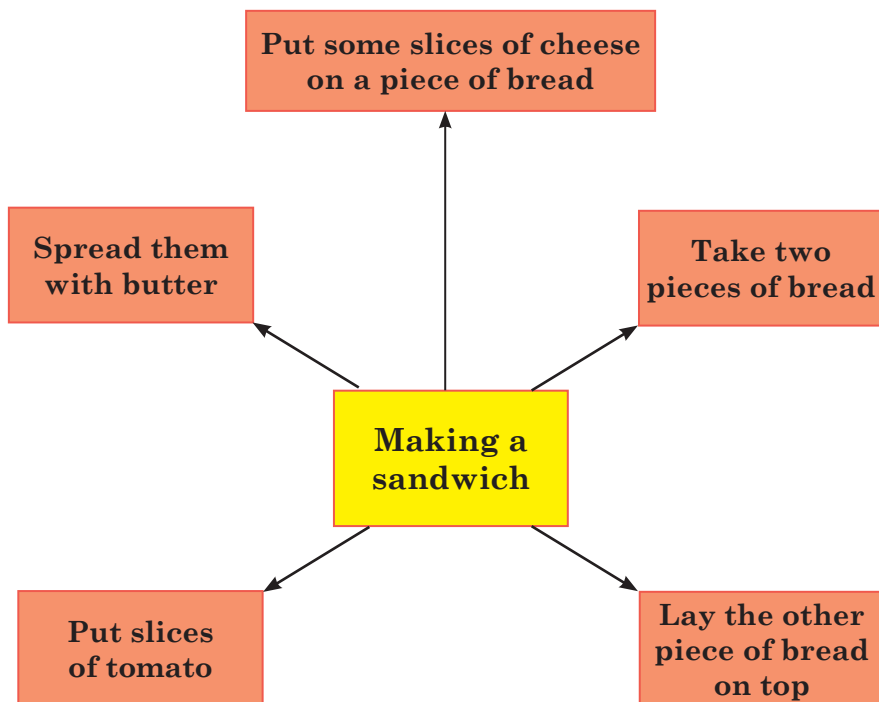 Put some slices of cheese
on a piece of bread
Spread them
with butter
Take two
pieces of bread
Making a
sandwich
Put slices
of tomato
Lay the other
piece of bread
on top